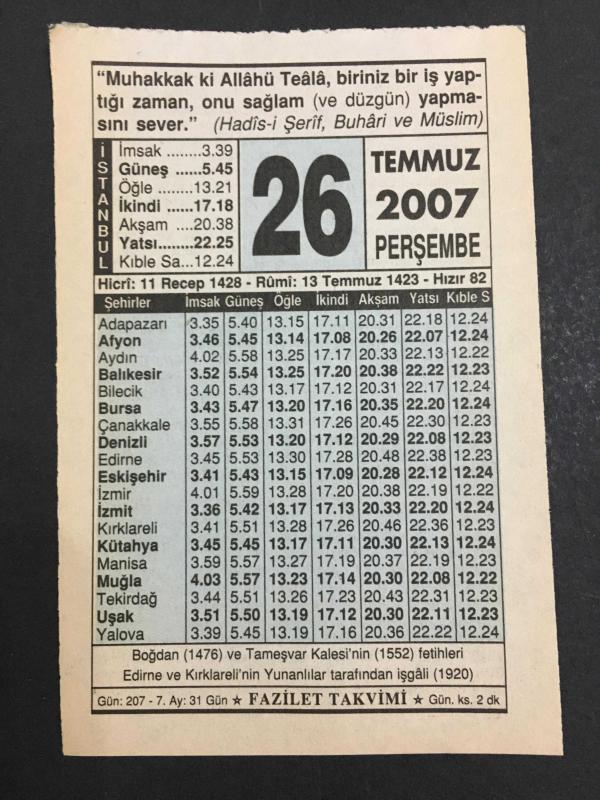 “Muhakkak ki Allâhü Teâlâ, biriniz bir iş yap-
tığı zaman, onu sağlam (ve düzgün) yapma-
sını sever.” (Hadîs-i Şerîf, Buhâri ve Müslim)
İSTANBUL
İmsak ........3.39
Güneş ......5.45
Öğle ........13.21
İkindi ......17.18
Akşam ....20.38
Yatsı........22.25
Kıble Sa...12.24
26
TEMMUZ
2007
PERŞEMBE
Hicrî: 11 Recep 1428 - Rûmî: 13 Temmuz 1423 - Hızır 82
Şehirler İmsak Güneş Öğle İkindi Akşam Yatsı Kıble S
Adapazarı 3.35 5.40 13.15 17.11 20.31 22.18 12.24
Afyon 3.46 5.45 13.14 17.08 20.26 22.07 12.24
Aydın 4.02 5.58 13.25 17.17 20.33 22.13 12.22
Balıkesir 3.52 5.54 13.25 17.20 20.38 22.22 12.23
Bilecik 3.40 5.43 13.17 17.12 20.31 22.17 12.24
Bursa 3.43 5.47 13.20 17.16 20.35 22.20 12.24
Çanakkale 3.55 5.58 13.31 17.26 20.45 22.30 12.23
Denizli 3.57 5.53 13.20 17.12 20.29 22.08 12.23
Edirne 3.45 5.53 13.30 17.28 20.48 22.38 12.23
Eskişehir 3.41 5.43 13.15 17.09 20.28 22.12 12.24
İzmir 4.01 5.59 13.28 17.20 20.38 22.19 12.22
İzmit 3.36 5.42 13.17 17.13 20.33 22.20 12.24
Kırklareli 3.41 5.51 13.28 17.26 20.46 22.36 12.23
Kütahya 3.45 5.45 13.17 17.11 20.30 22.13 12.24
Manisa 3.59 5.57 13.27 17.19 20.37 22.19 12.23
Muğla 4.03 5.57 13.23 17.14 20.30 22.08 12.22
Tekirdağ 3.44 5.51 13.26 17.23 20.43 22.31 12.23
Uşak 3.51 5.50 13.19 17.12 20.30 22.11 12.23
Yalova 3.39 5.45 13.19 17.16 20.36 22.22 12.24
Boğdan (1476) ve Tameşvar Kalesi’nin (1552) fetihleri
Edirne ve Kırklareli’nin Yunanlılar tarafından işgâli (1920)
Gün: 207 - 7. Ay: 31 Gün ★ FAZİLET TAKVİMİ ★ Gün. ks. 2 dk